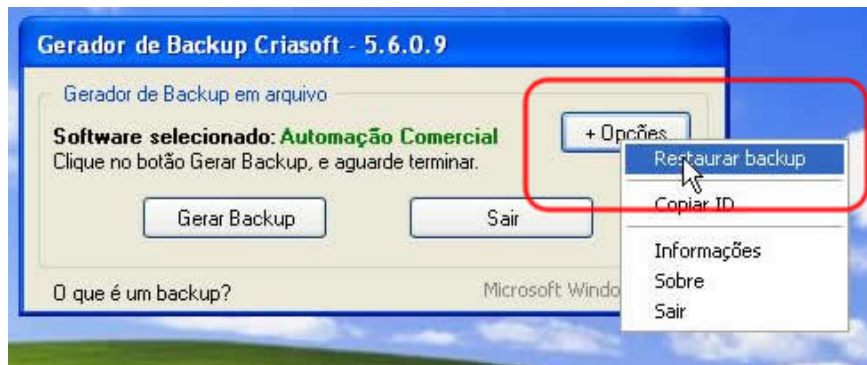 Gerador de Backup Criasoft - 5.6.0.9
Gerador de Backup em arquivo
Software selecionado: Automação Comercial
Clique no botão Gerar Backup, e aguarde terminar.
+ Opções
Restaurar backup
Copiar ID
Informações
Sobre
Sair
Gerar Backup
Sair
O que é um backup?
Microsoft